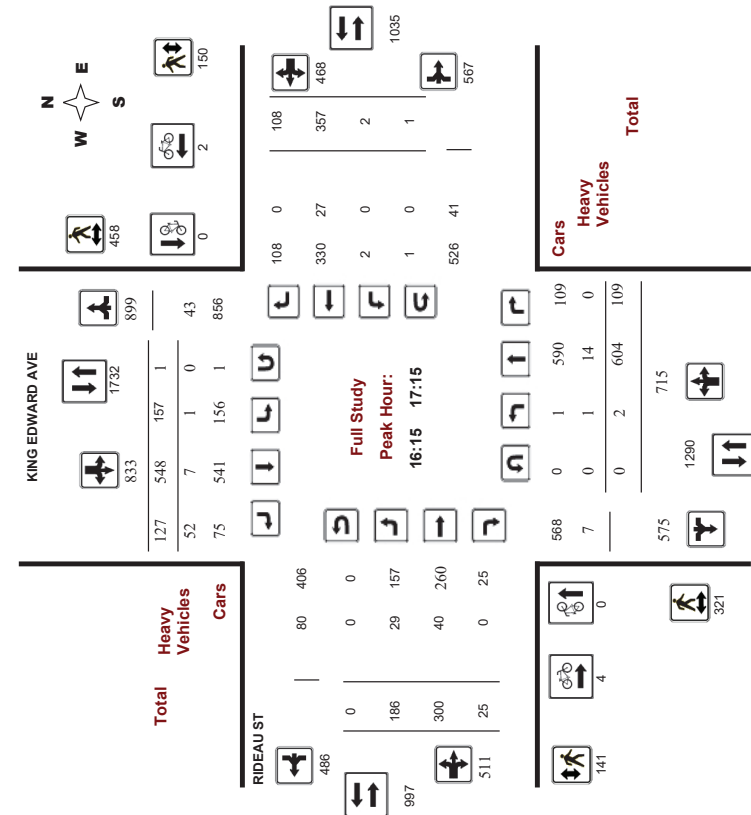 KING EDWARD AVE
N
W E
S
458
150
0
2
833
1732
899
127 548 157 1
52 7 1 0 43
75 541 156 1 856
Total
Heavy
Vehicles
Cars
RIDEAU ST
486
997
511
80 406
0 0 0
186 29 157
300 40 260
25 0 25
Full Study
Peak Hour:
16:15 17:15
108 0 108
330 27 357
2 0 2
1 0 1
526 41
468
1035
567
Cars
Heavy
Vehicles
Total
568 0 1 590 109
7 0 1 14 0
0 2 604 109
575
1290
715
141
4
0
321